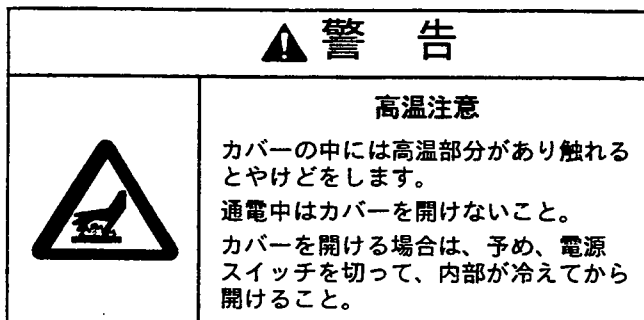 警 告
高温注意
カバーの中には高温部分があり触れる
とやけどをします。
通電中はカバーを開けないこと。
カバーを開ける場合は、予め、電源
スイッチを切って、内部が冷えてから
開けること。